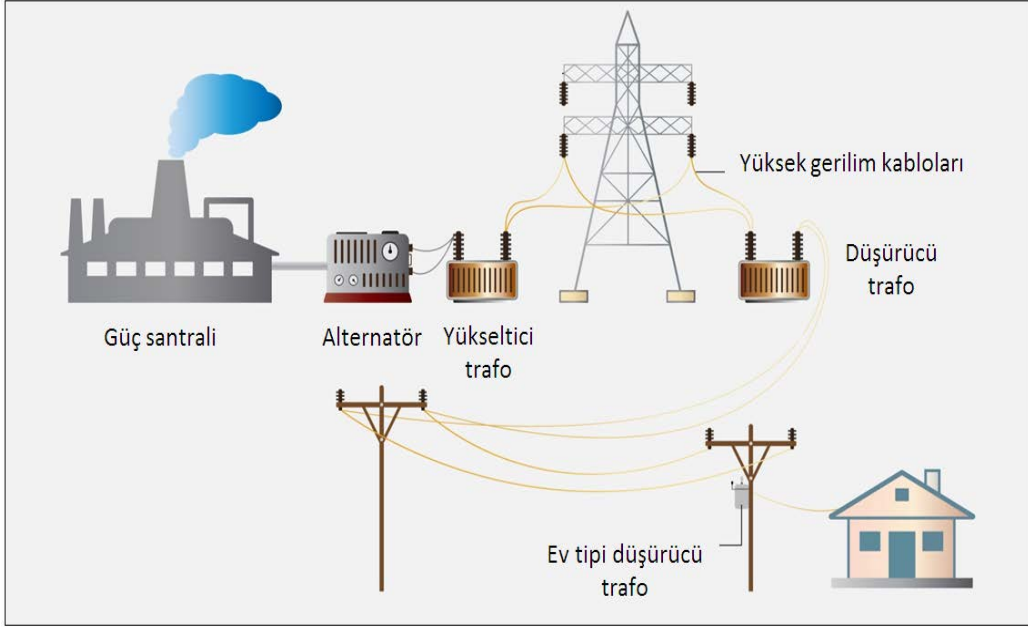 Yüksek gerilim kabloları
Düşürücü
trafo
Güç santrali
Alternatör
Yükseltici
trafo
Ev tipi düşürücü
trafo